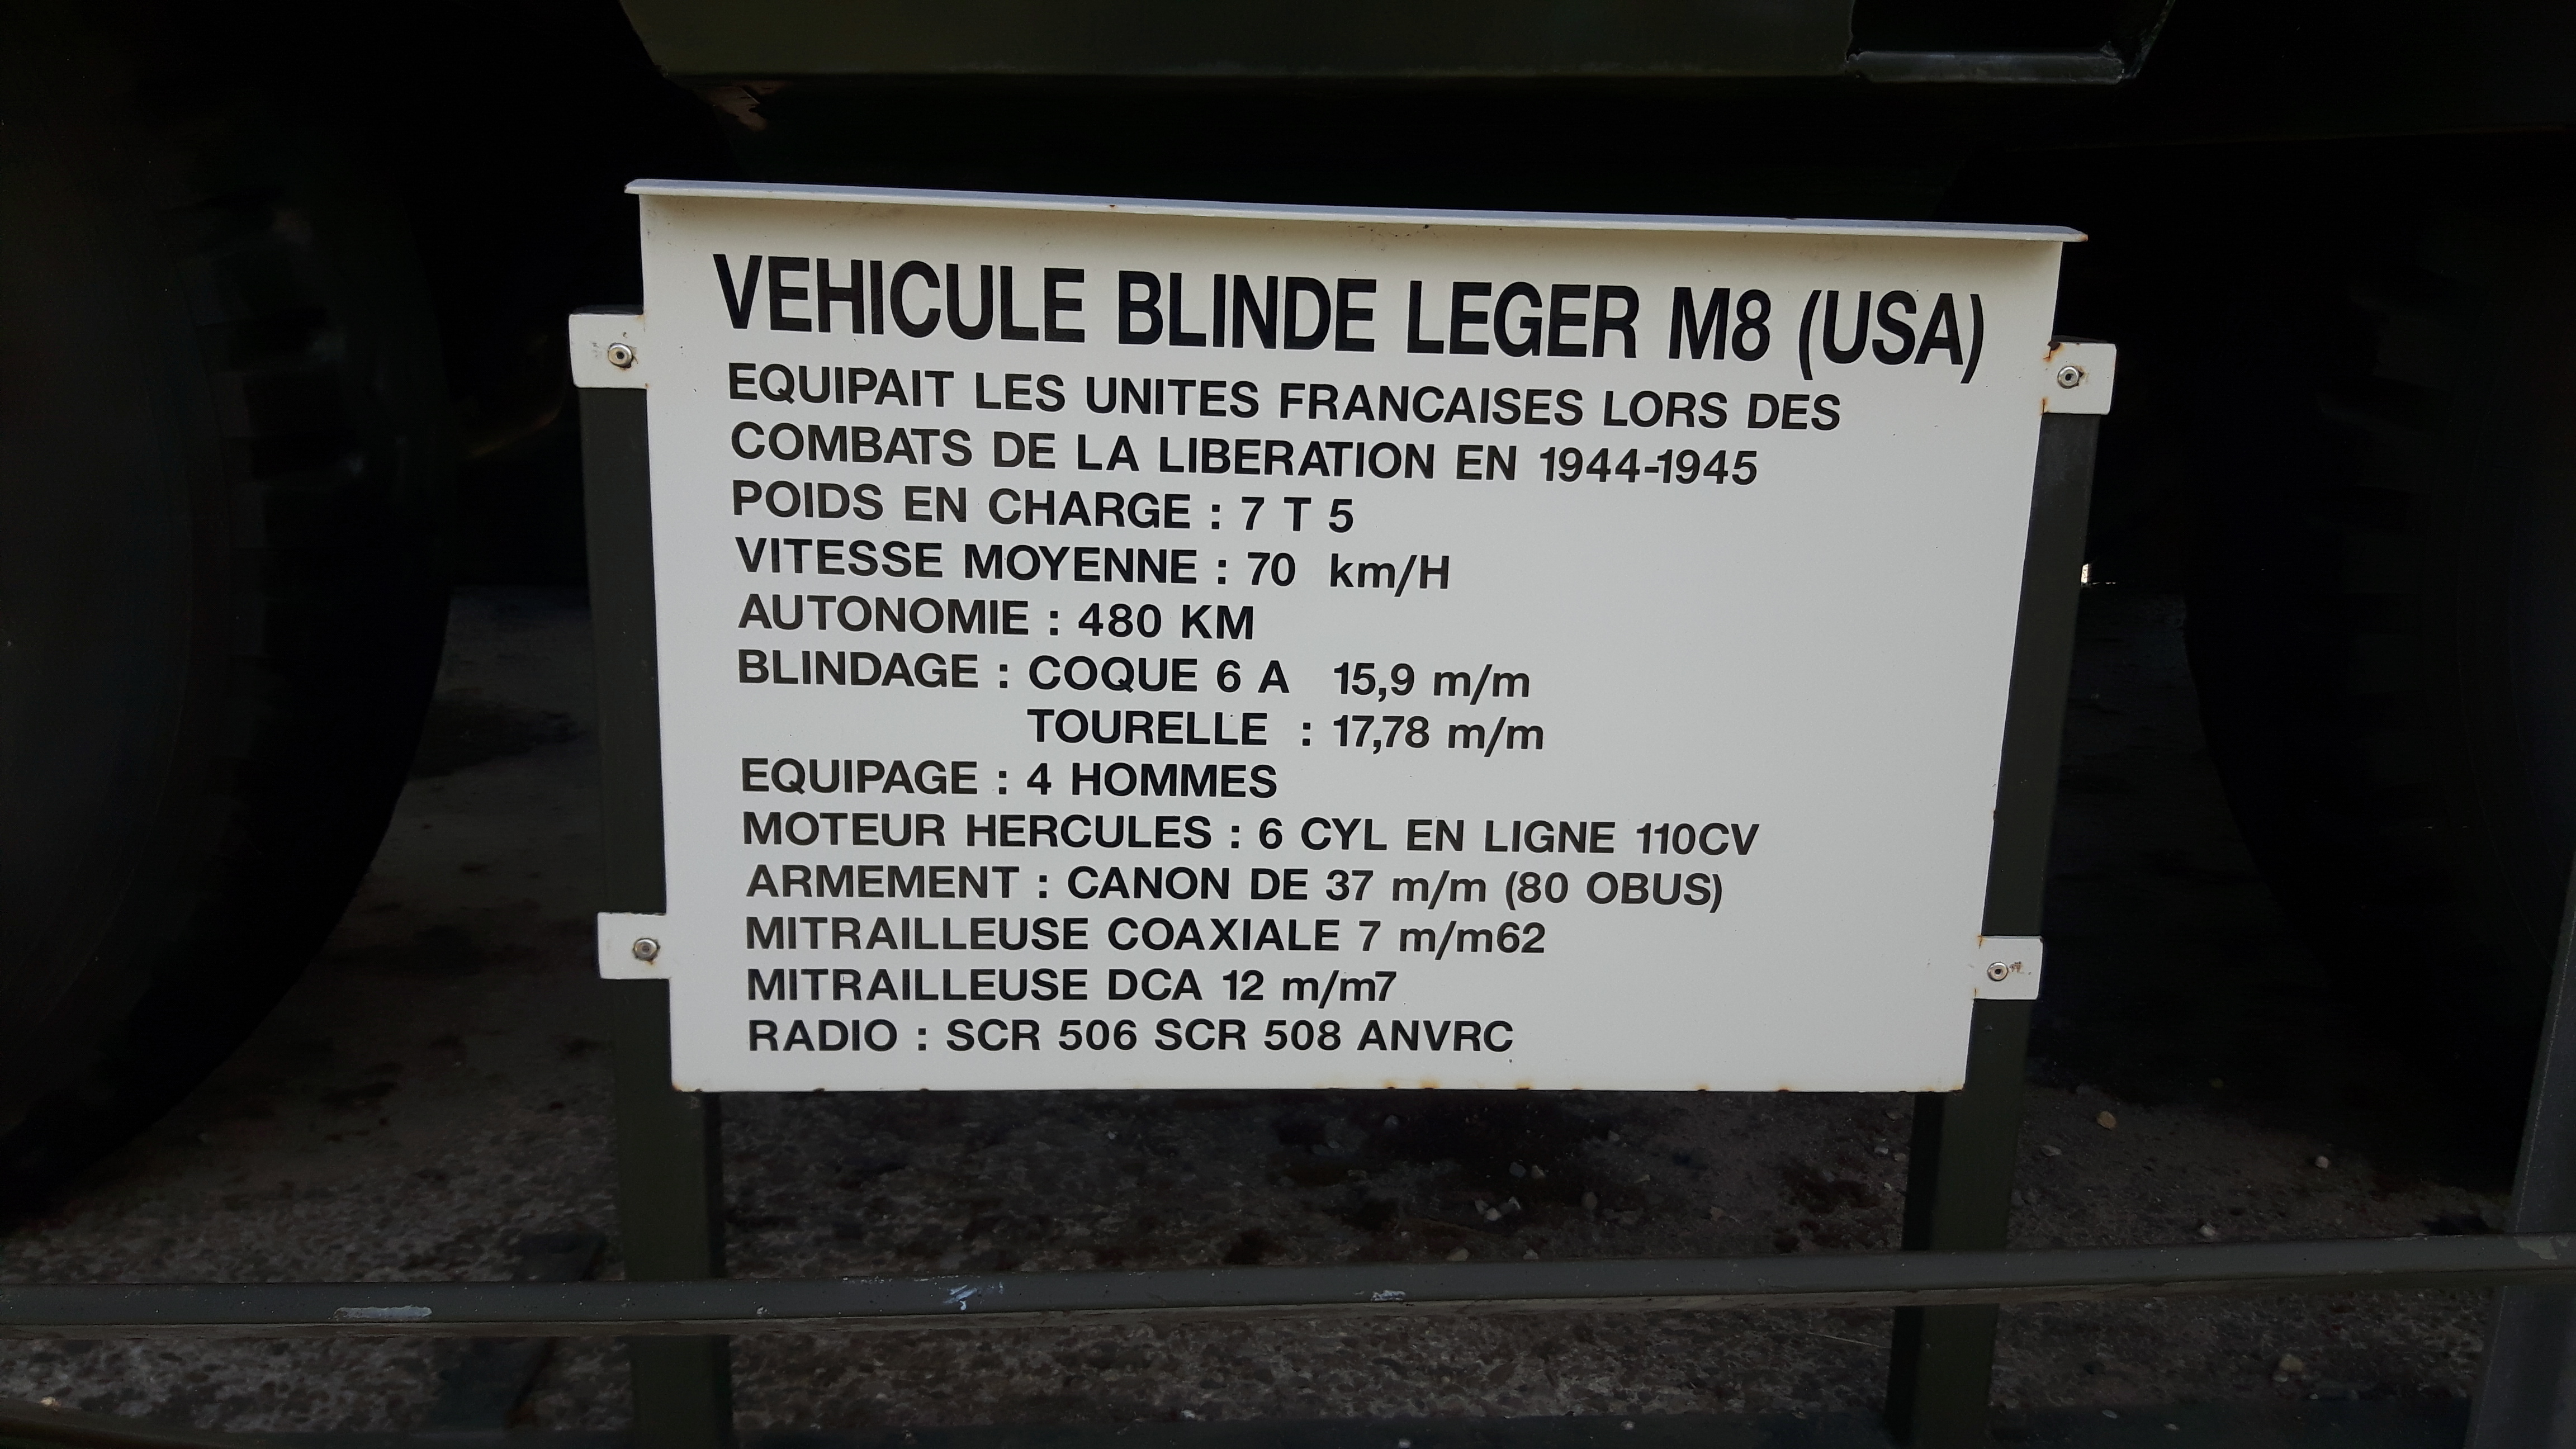 VEHICULE BLINDE LEGER M8 (USA)
EQUIPAIT LES UNITES FRANCAISES LORS DES
COMBATS DE LA LIBERATION EN 1944-1945
POIDS EN CHARGE : 7 T 5
VITESSE MOYENNE : 70 km/H
AUTONOMIE : 480 KM
BLINDAGE : COQUE 6 A 15,9 m/m
TOURELLE : 17,78 m/m
EQUIPAGE : 4 HOMMES
MOTEUR HERCULES : 6 CYL EN LIGNE 110CV
ARMEMENT : CANON DE 37 m/m (80 OBUS)
MITRAILLEUSE COAXIALE 7 m/m62
MITRAILLEUSE DCA 12 m/m7
RADIO : SCR 506 SCR 508 ANVRC